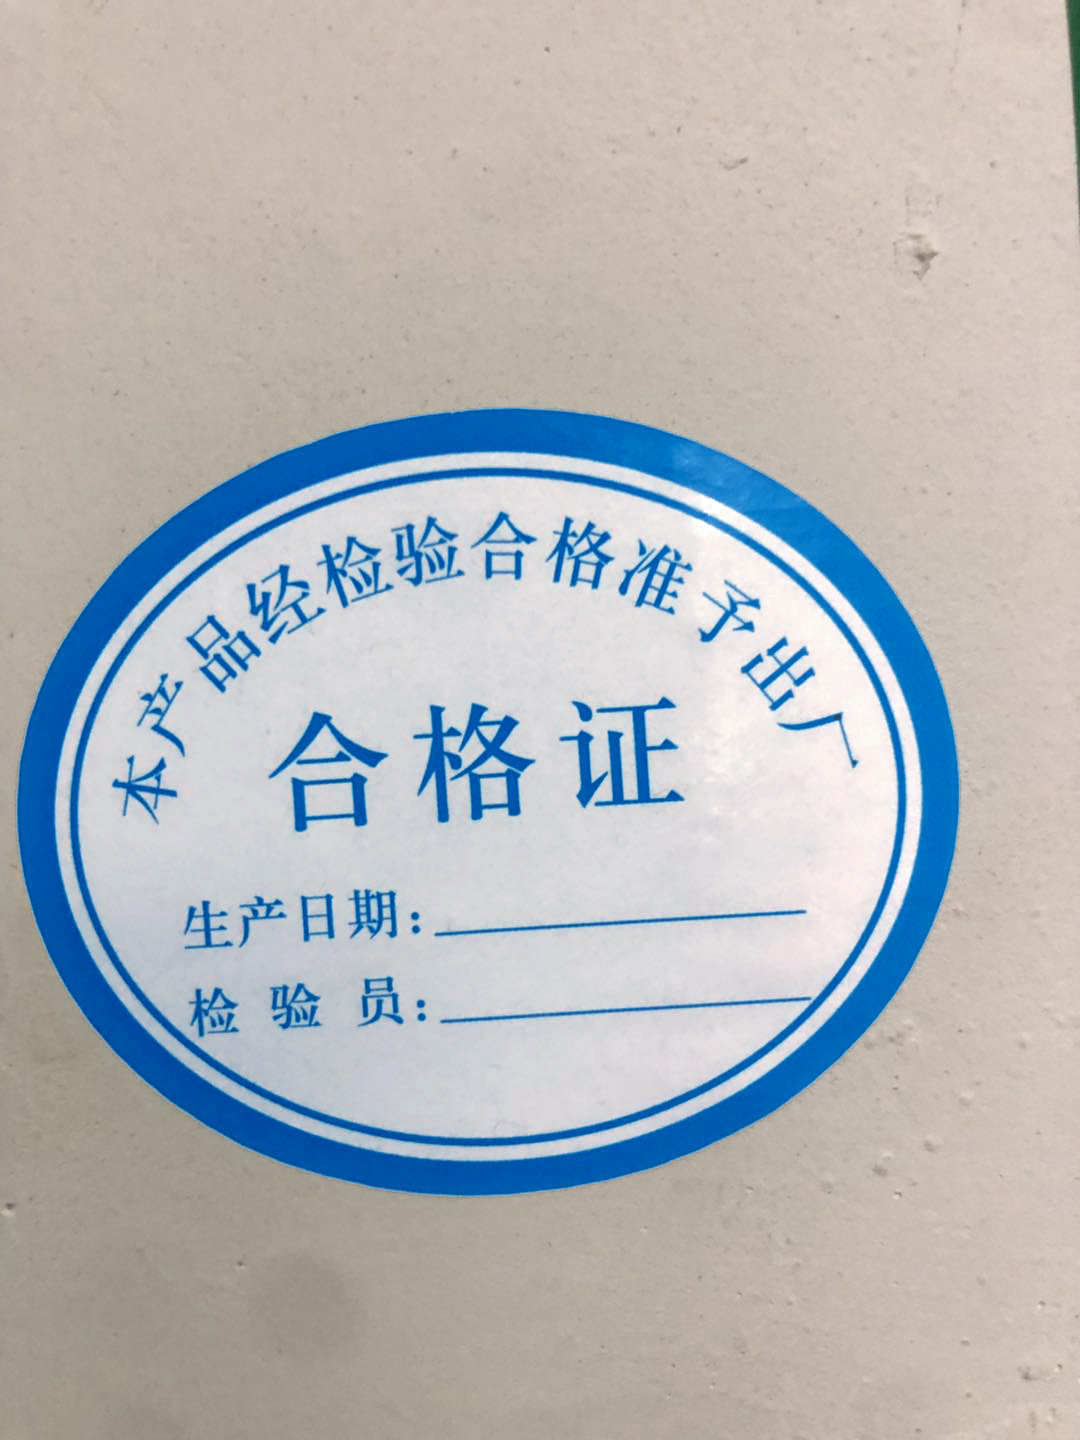 本产品经检验合格准予出厂
合格证
生产日期：
检验员：